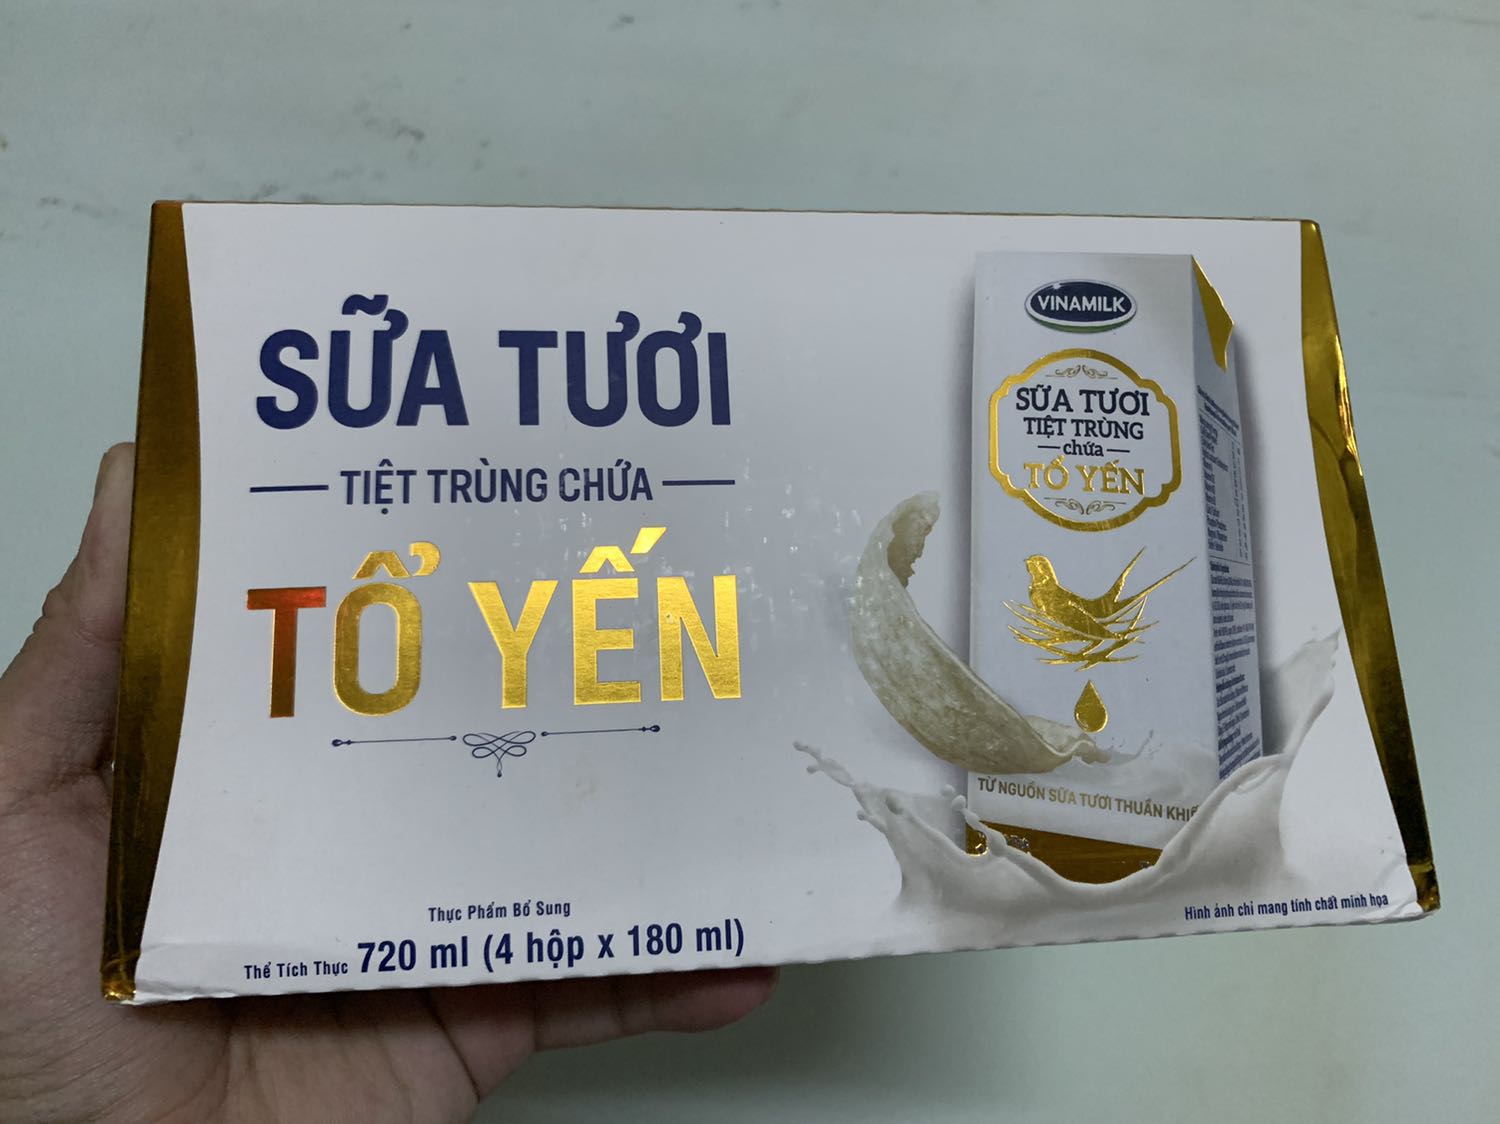 SỮA TƯƠI
TIỆT TRÙNG CHỨA
TỔ YẾN
Thực Phẩm Bổ Sung
Thể Tích Thực 720 ml (4 hộp x 180 ml)
VINAMILK
SỮA TƯƠI
TIỆT TRÙNG
chứa
TỔ YẾN
TỪ NGUỒN SỮA TƯƠI THUẦN KHIẾ
Hình ảnh chỉ mang tính chất minh họa